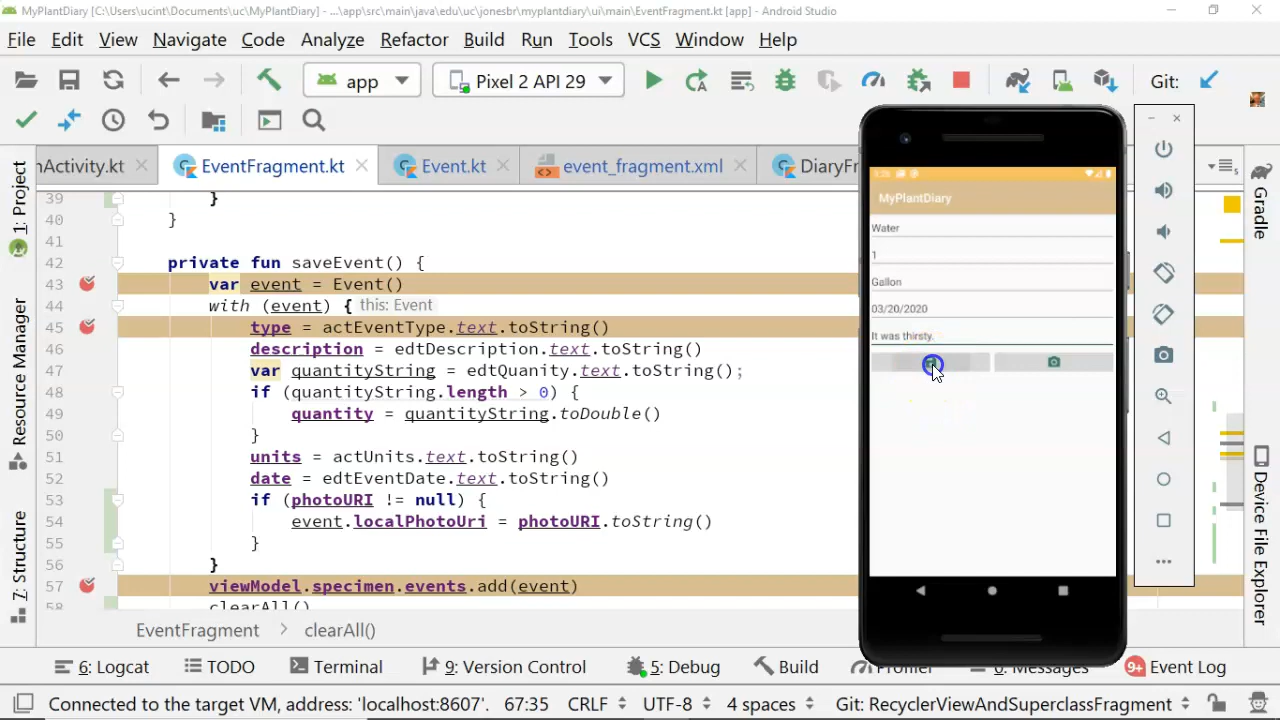 MyPlantDiary [C:\Users\ucint\Documents\uc\MyPlantDiary] - ...\app\src\main\java\edu\uc\jonesbr\myplantdiary\ui\main\EventFragment.kt [app] - Android Studio
File Edit View Navigate Code Analyze Refactor Build Run Tools VCS Window Help
app Pixel 2 API 29 Git:
nActivity.kt EventFragment.kt Event.kt event_fragment.xml DiaryFr
1: Project
Resource Manager
7: Structure
39 }
40 }
41
42 private fun saveEvent() {
43 var event = Event()
44 with (event) { this: Event
45 type = actEventType.text.toString()
46 description = edtDescription.text.toString()
47 var quantityString = edtQuanity.text.toString();
48 if (quantityString.length > 0) {
49 quantity = quantityString.toDouble()
50 }
51 units = actUnits.text.toString()
52 date = edtEventDate.text.toString()
53 if (photoURI != null) {
54 event.localPhotoUri = photoURI.toString()
55 }
56 }
57 viewModel.specimen.events.add(event)
58 clearAll()
MyPlantDiary
Water
1
Gallon
03/20/2020
It was thirsty.
Gradle
Device File Explorer
EventFragment > clearAll()
6: Logcat TODO Terminal 9: Version Control 5: Debug Build Profiler 0: Messages 9+ Event Log
Connected to the target VM, address: 'localhost:8607'. 67:35 CRLF UTF-8 4 spaces Git: RecyclerViewAndSuperclassFragment